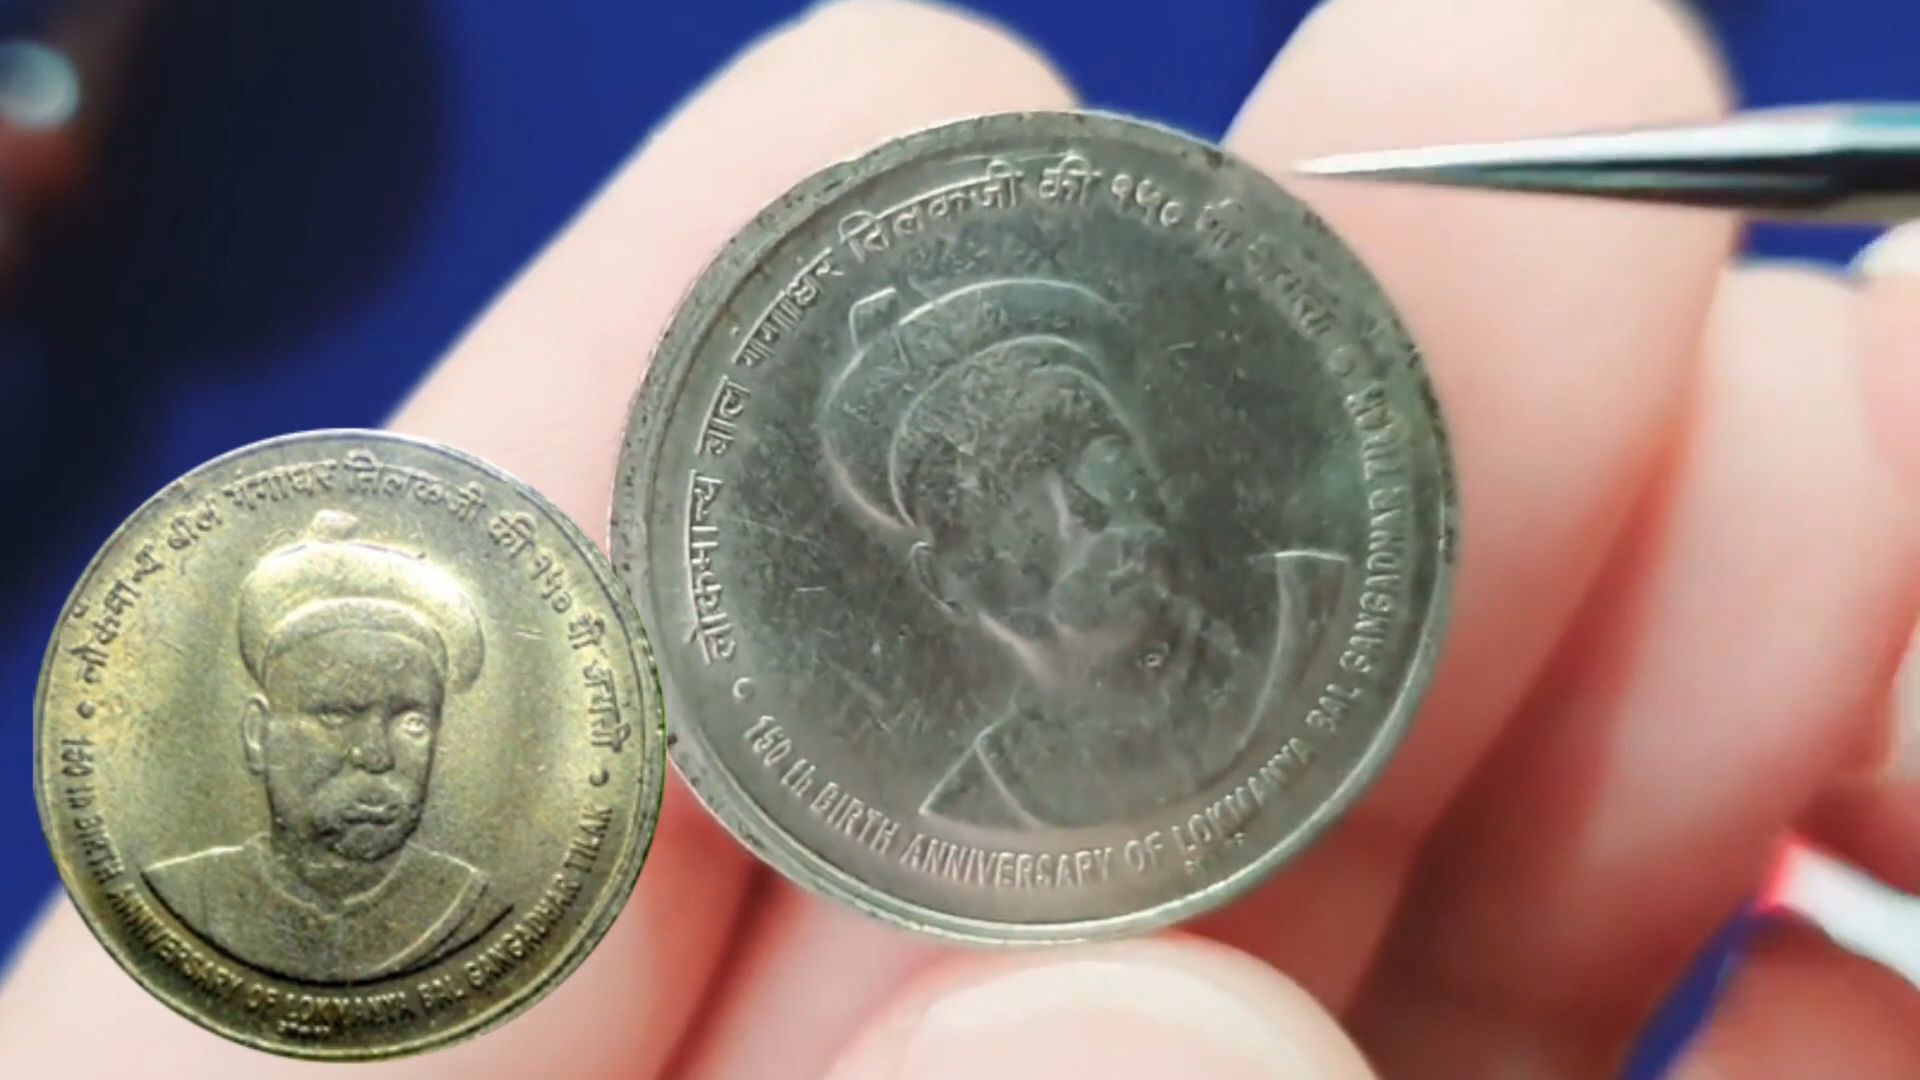 लोकमान्य बाल गंगाधर तिलकजी की १५० वी जयंती
150 th BIRTH ANNIVERSARY OF LOKMANYA BAL GANGADHAR TILAK
लोकमान्य बाल गंगाधर तिलकजी की १५० वी जयंती
150 th BIRTH ANNIVERSARY OF LOKMANYA BAL GANGADHAR TILAK